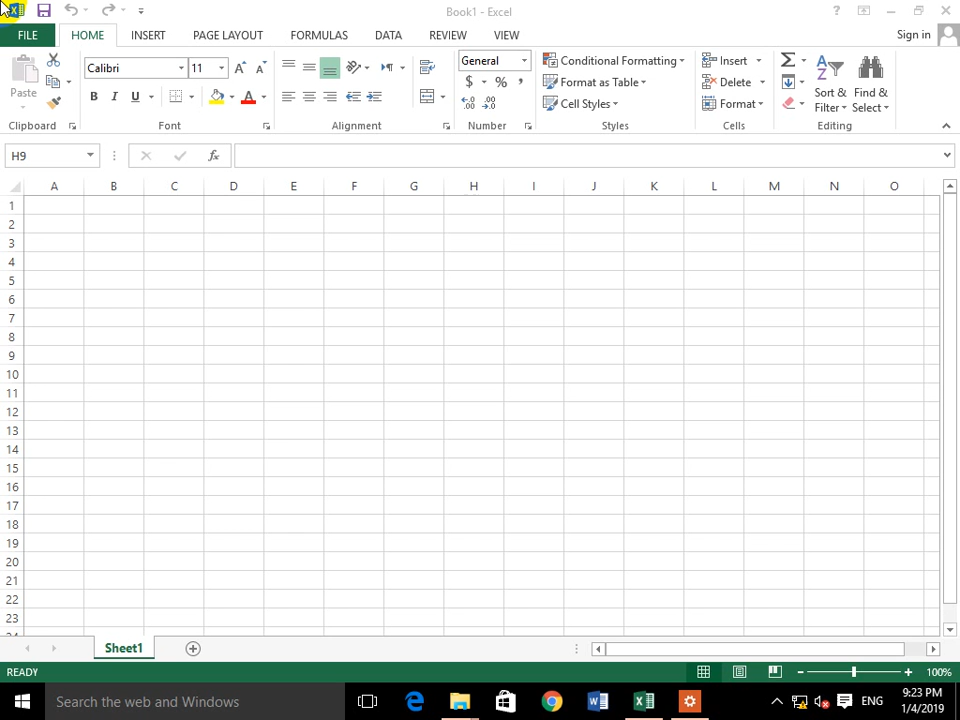 Book1 - Excel
?
FILE HOME INSERT PAGE LAYOUT FORMULAS DATA REVIEW VIEW Sign in
Paste
Calibri 11
B I U A
General
$ % ,
Conditional Formatting
Format as Table
Cell Styles
Insert
Delete
Format
Sort &
Filter
Find &
Select
Clipboard Font Alignment Number Styles Cells Editing
H9 fx
A B C D E F G H I J K L M N O
1
2
3
4
5
6
7
8
9
10
11
12
13
14
15
16
17
18
19
20
21
22
23
24
Sheet1
READY 100%
Search the web and Windows
ENG
9:23 PM
1/4/2019